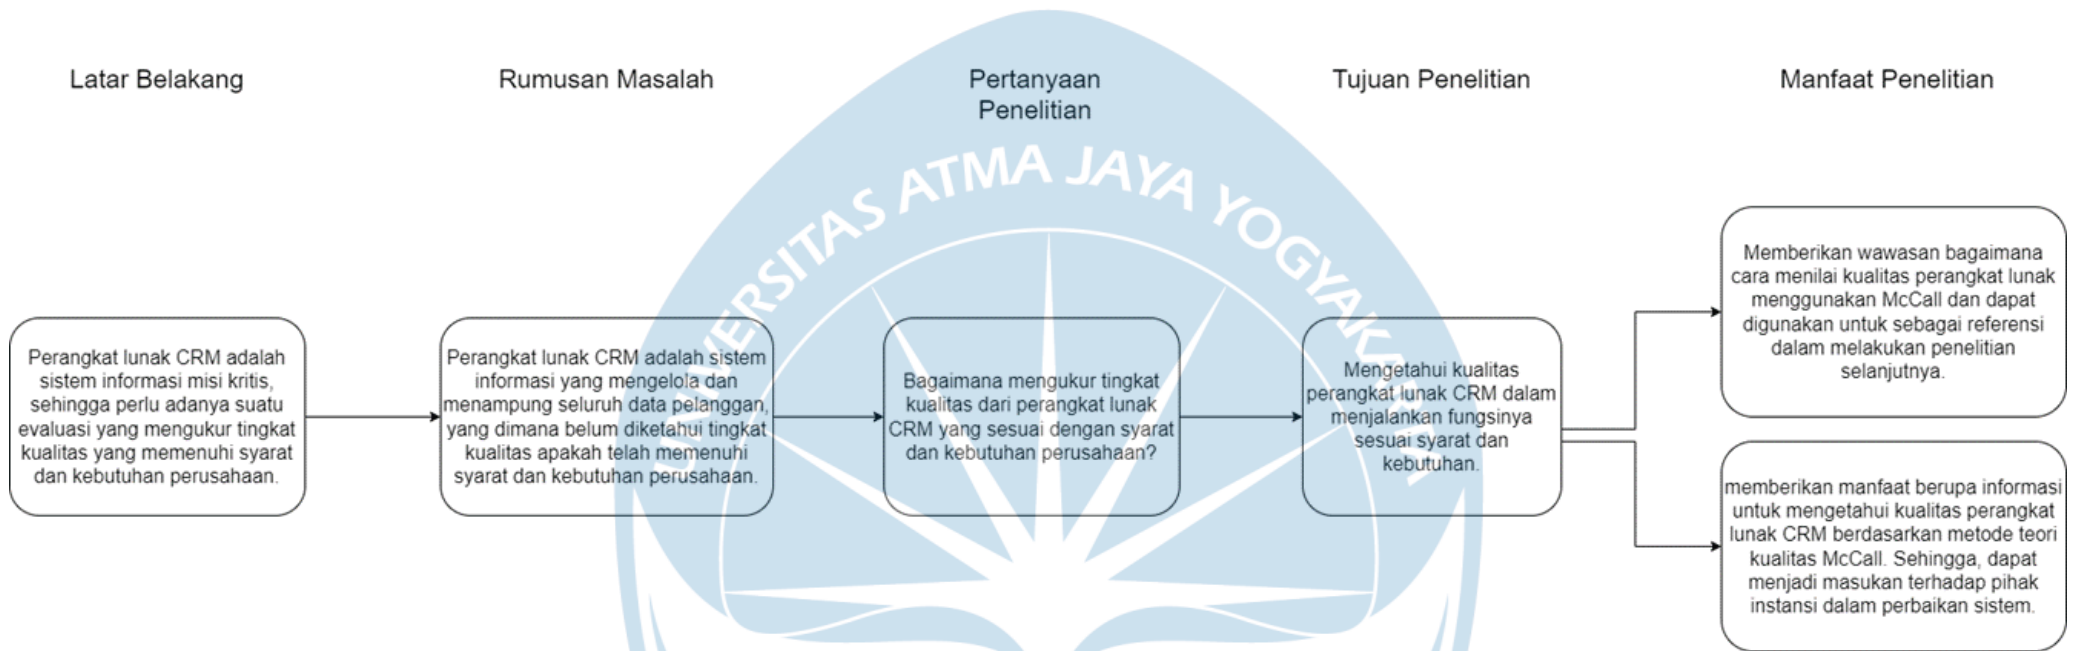 Latar Belakang
Rumusan Masalah
Pertanyaan
Penelitian
Tujuan Penelitian
Manfaat Penelitian
UNIVERSITAS ATMA JAYA YOGYAKARTA
Perangkat lunak CRM adalah
sistem informasi misi kritis,
sehingga perlu adanya suatu
evaluasi yang mengukur tingkat
kualitas yang memenuhi syarat
dan kebutuhan perusahaan.
Perangkat lunak CRM adalah sistem
informasi yang mengelola dan
menampung seluruh data pelanggan,
yang dimana belum diketahui tingkat
kualitas apakah telah memenuhi
syarat dan kebutuhan perusahaan.
Bagaimana mengukur tingkat
kualitas dari perangkat lunak
CRM yang sesuai dengan syarat
dan kebutuhan perusahaan?
Mengetahui kualitas
perangkat lunak CRM dalam
menjalankan fungsinya
sesuai syarat dan
kebutuhan.
Memberikan wawasan bagaimana
cara menilai kualitas perangkat lunak
menggunakan McCall dan dapat
digunakan untuk sebagai referensi
dalam melakukan penelitian
selanjutnya.
memberikan manfaat berupa informasi
untuk mengetahui kualitas perangkat
lunak CRM berdasarkan metode teori
kualitas McCall. Sehingga, dapat
menjadi masukan terhadap pihak
instansi dalam perbaikan sistem.